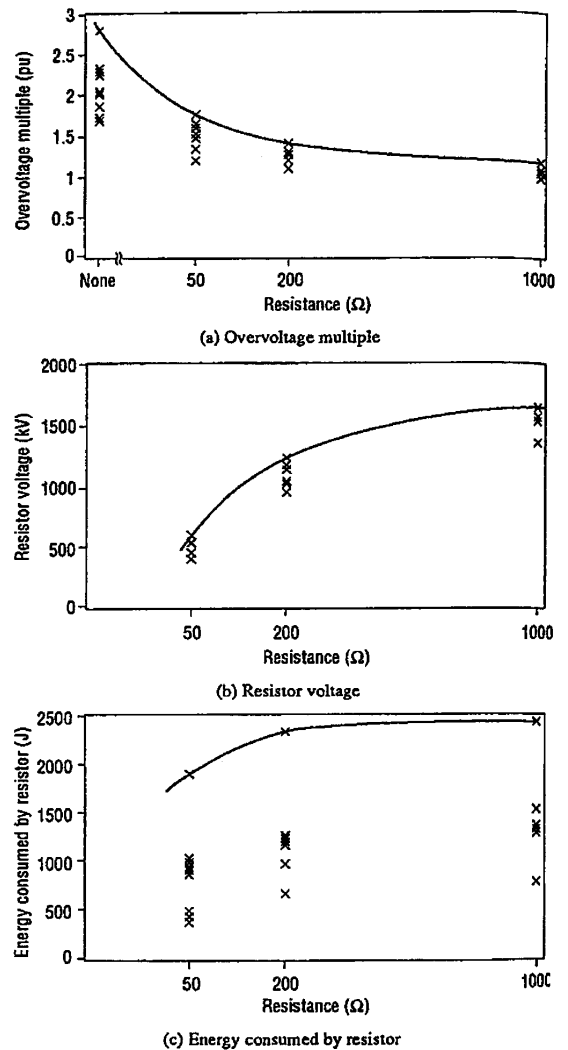 3
2.5
2
1.5
1
0.5
0
Overvoltage multiple (pu)
None 50 200 1000
Resistance (Ω)
(a) Overvoltage multiple
2000
1500
1000
500
0
Resistor voltage (kV)
50 200 1000
Resistance (Ω)
(b) Resistor voltage
2500
2000
1500
1000
500
0
Energy consumed by resistor (J)
50 200 1000
Resistance (Ω)
(c) Energy consumed by resistor